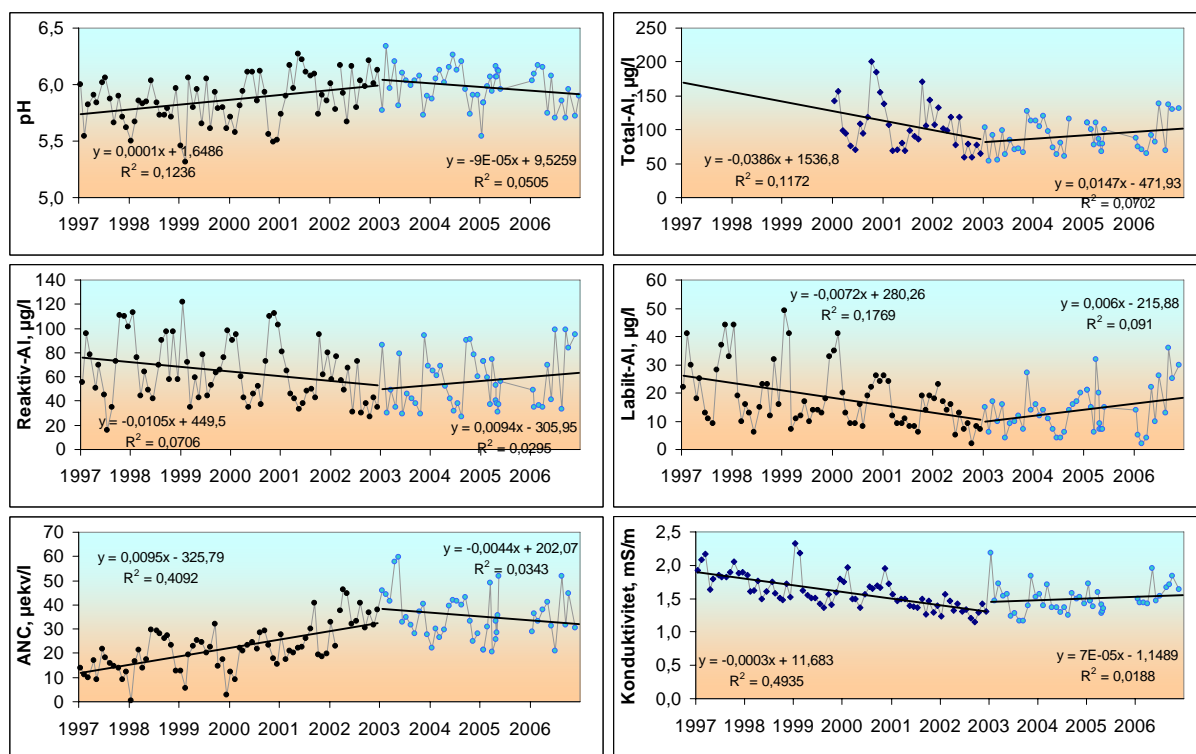 6,5
6,0
5,5
5,0
pH
y = 0,0001x + 1,6486
R² = 0,1236
-9E-05x + 9,5259
R² = 0,0505
1997 1998 1999 2000 2001 2002 2003 2004 2005 2006
250
200
150
100
50
0
Total-Al, µg/l
-0,0386x + 1536,8
R² = 0,1172
0,0147x - 471,93
R² = 0,0702
1997 1998 1999 2000 2001 2002 2003 2004 2005 2006
140
120
100
80
60
40
20
0
Reaktiv-Al, µg/l
y = -0,0105x + 449,5
R² = 0,0706
0,0094x - 305,95
R² = 0,0295
1997 1998 1999 2000 2001 2002 2003 2004 2005 2006
60
50
40
30
20
10
0
Labilt-Al, µg/l
y = -0,0072x + 280,26
R² = 0,1769
y = 0,006x - 215,88
R² = 0,091
1997 1998 1999 2000 2001 2002 2003 2004 2005 2006
70
60
50
40
30
20
10
0
ANC, µekv/l
y = 0,0095x - 325,79
R² = 0,4092
y = -0,0044x + 202,07
R² = 0,0343
1997 1998 1999 2000 2001 2002 2003 2004 2005 2006
2,5
2,0
1,5
1,0
0,5
0,0
Konduktivitet, mS/m
-0,0003x + 11,683
R² = 0,4935
7E-05x - 1,1489
R² = 0,0188
1997 1998 1999 2000 2001 2002 2003 2004 2005 2006